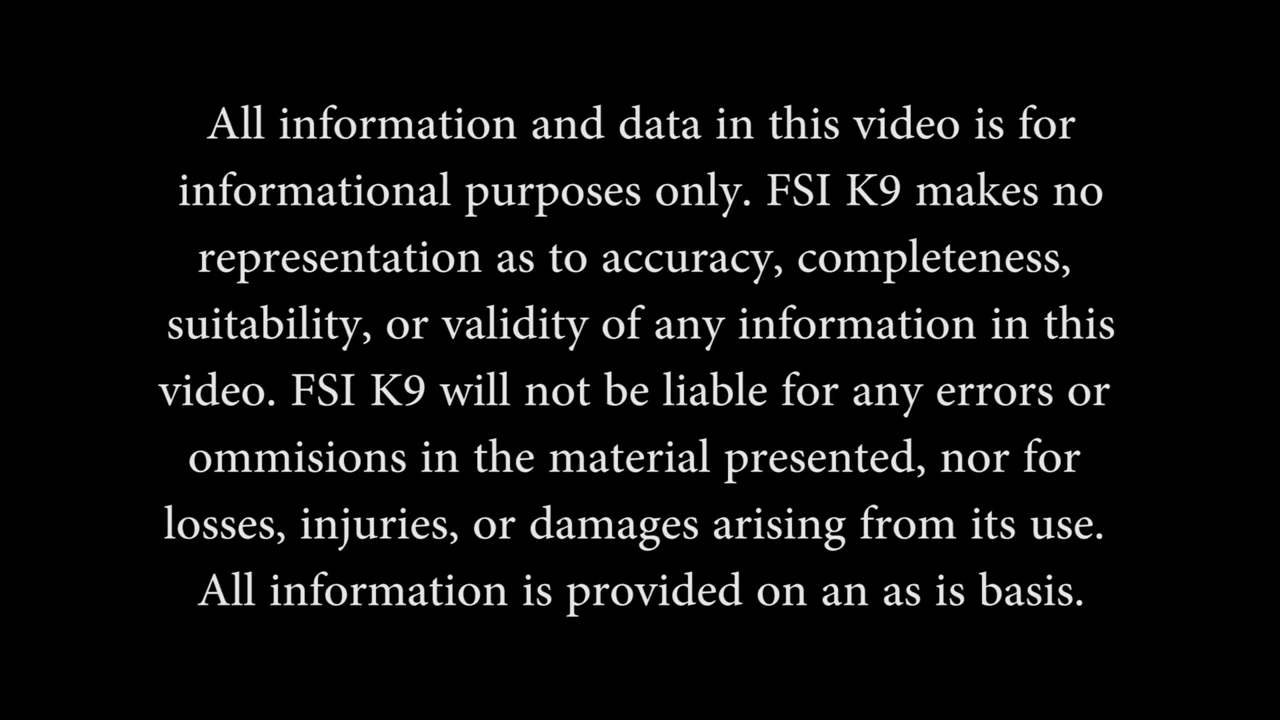 All information and data in this video is for
informational purposes only. FSI K9 makes no
representation as to accuracy, completeness,
suitability, or validity of any information in this
video. FSI K9 will not be liable for any errors or
ommisions in the material presented, nor for
losses, injuries, or damages arising from its use.
All information is provided on an as is basis.